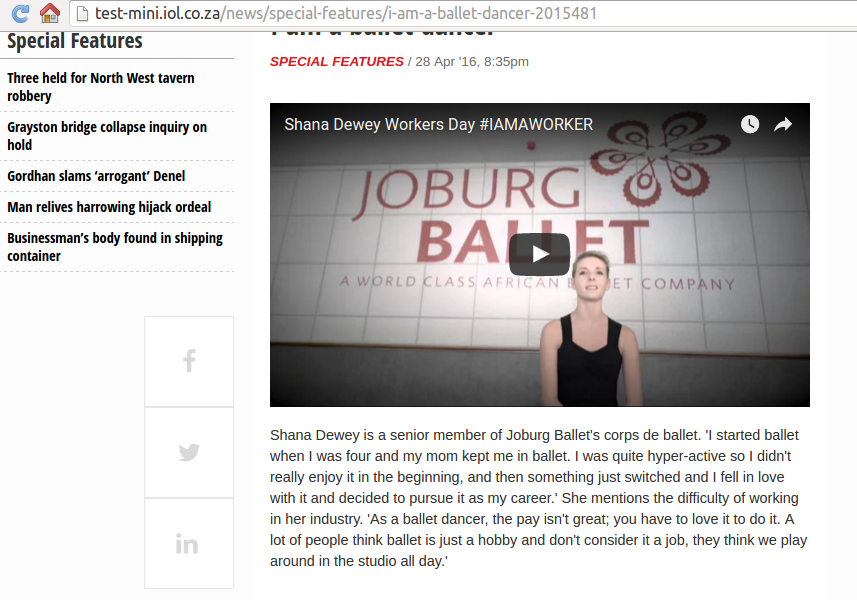 test-mini.iol.co.za/news/special-features/i-am-a-ballet-dancer-2015481
Special Features
Three held for North West tavern
robbery
Grayston bridge collapse inquiry on
hold
Gordhan slams ‘arrogant’ Denel
Man relives harrowing hijack ordeal
Businessman’s body found in shipping
container
I am a ballet dancer
SPECIAL FEATURES / 28 Apr '16, 8:35pm
Shana Dewey Workers Day #IAMAWORKER
JOBURG
BALLET
A WORLD CLASS AFRICAN BALLET COMPANY
Shana Dewey is a senior member of Joburg Ballet's corps de ballet. 'I started ballet
when I was four and my mom kept me in ballet. I was quite hyper-active so I didn't
really enjoy it in the beginning, and then something just switched and I fell in love
with it and decided to pursue it as my career.' She mentions the difficulty of working
in her industry. 'As a ballet dancer, the pay isn't great; you have to love it to do it. A
lot of people think ballet is just a hobby and don't consider it a job, they think we play
around in the studio all day.'